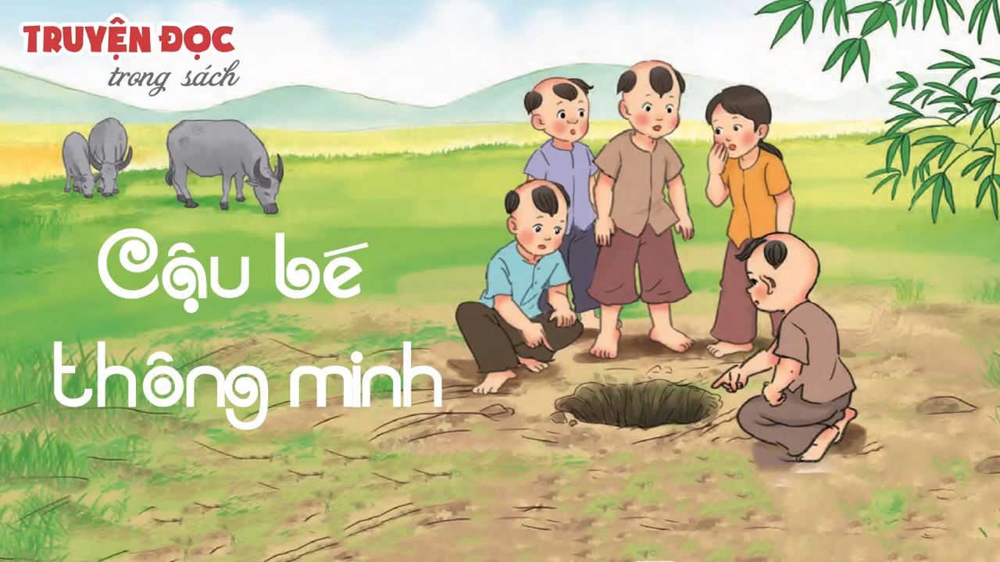 TRUYỆN ĐỌC
trong sách
Cậu bé
thông minh